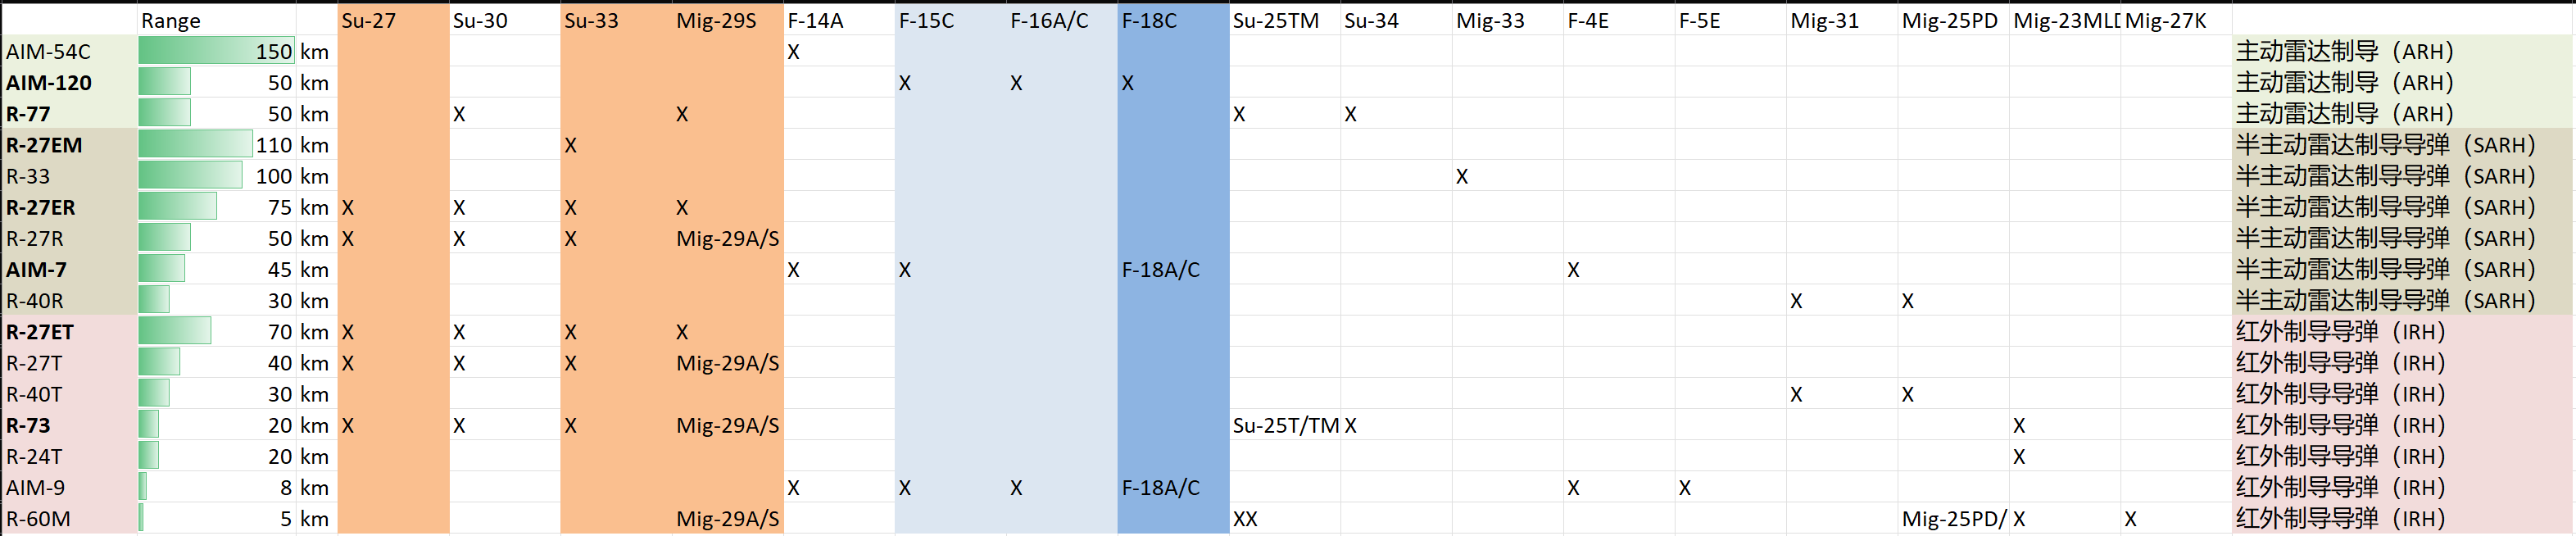 Range Su-27 Su-30 Su-33 Mig-29S F-14A F-15C F-16A/C F-18C Su-25TM Su-34 Mig-33 F-4E F-5E Mig-31 Mig-25PD Mig-23MLD Mig-27K
AIM-54C 150 km X 主动雷达制导（ARH）
AIM-120 50 km X X X 主动雷达制导（ARH）
R-77 50 km X X X X 主动雷达制导（ARH）
R-27EM 110 km X 半主动雷达制导导弹（SARH）
R-33 100 km X 半主动雷达制导导弹（SARH）
R-27ER 75 km X X X X 半主动雷达制导导弹（SARH）
R-27R 50 km X X X Mig-29A/S 半主动雷达制导导弹（SARH）
AIM-7 45 km X X F-18A/C X 半主动雷达制导导弹（SARH）
R-40R 30 km X X 半主动雷达制导导弹（SARH）
R-27ET 70 km X X X X 红外制导导弹（IRH）
R-27T 40 km X X X Mig-29A/S 红外制导导弹（IRH）
R-40T 30 km X X 红外制导导弹（IRH）
R-73 20 km X X X Mig-29A/S Su-25T/TM X X 红外制导导弹（IRH）
R-24T 20 km X 红外制导导弹（IRH）
AIM-9 8 km X X X F-18A/C X X 红外制导导弹（IRH）
R-60M 5 km Mig-29A/S XX Mig-25PD/ X X 红外制导导弹（IRH）